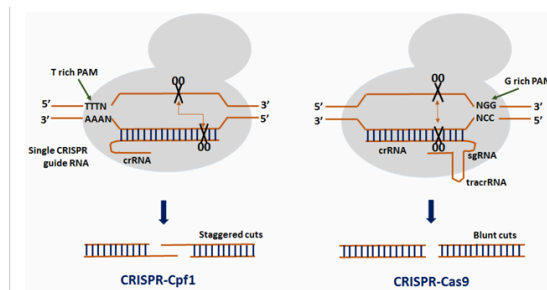 T rich PAM
5’ TTTN 3’
3’ AAAN 5’
Single CRISPR
guide RNA
crRNA
Staggered cuts
CRISPR-Cpf1
G rich PAM
5’ NGG 3’
3’ NCC 5’
crRNA
sgRNA
tracrRNA
Blunt cuts
CRISPR-Cas9